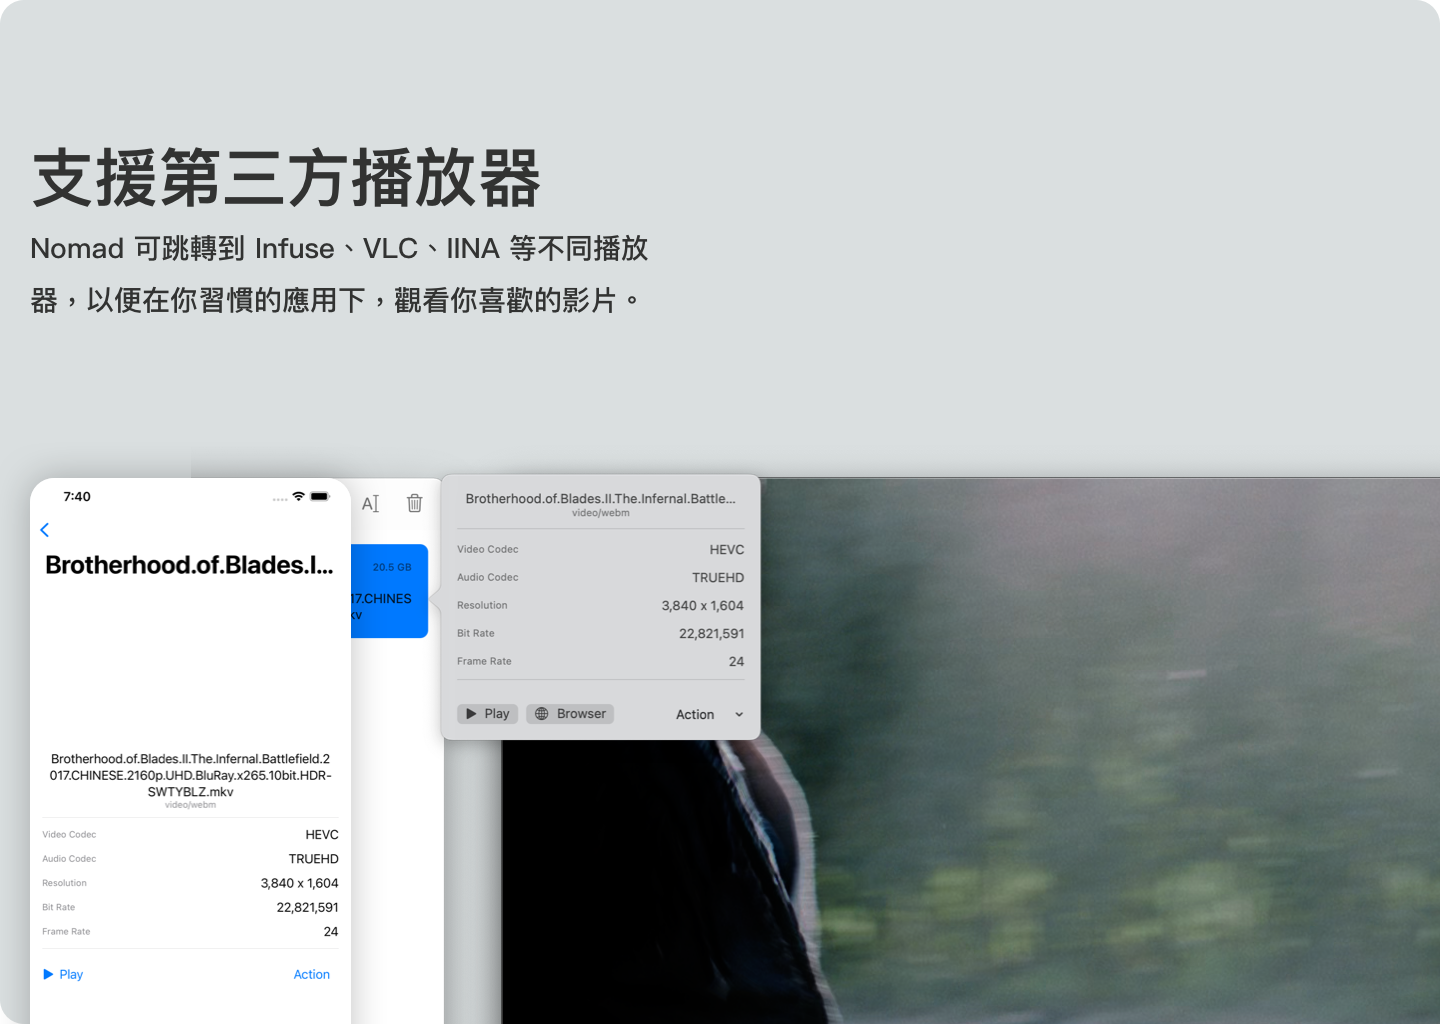 支援第三方播放器
Nomad 可跳轉到 Infuse、VLC、IINA 等不同播放
器，以便在你習慣的應用下，觀看你喜歡的影片。
7:40
Brotherhood.of.Blades.I...
Brotherhood.of.Blades.II.The.Infernal.Battlefield.2
017.CHINESE.2160p.UHD.BluRay.x265.10bit.HDR-
SWTYBLZ.mkv
video/webm
Video Codec HEVC
Audio Codec TRUEHD
Resolution 3,840 x 1,604
Bit Rate 22,821,591
Frame Rate 24
Play Action
A
20.5 GB
17.CHINES
kv
Brotherhood.of.Blades.II.The.Infernal.Battle...
video/webm
Video Codec HEVC
Audio Codec TRUEHD
Resolution 3,840 x 1,604
Bit Rate 22,821,591
Frame Rate 24
Play Browser Action